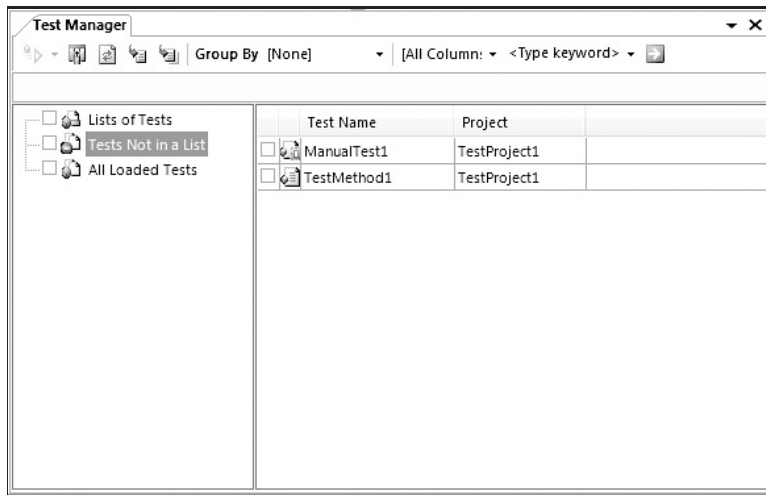 Test Manager
Group By [None] [All Column: <Type keyword>
Lists of Tests
Tests Not in a List
All Loaded Tests
Test Name Project
ManualTest1 TestProject1
TestMethod1 TestProject1